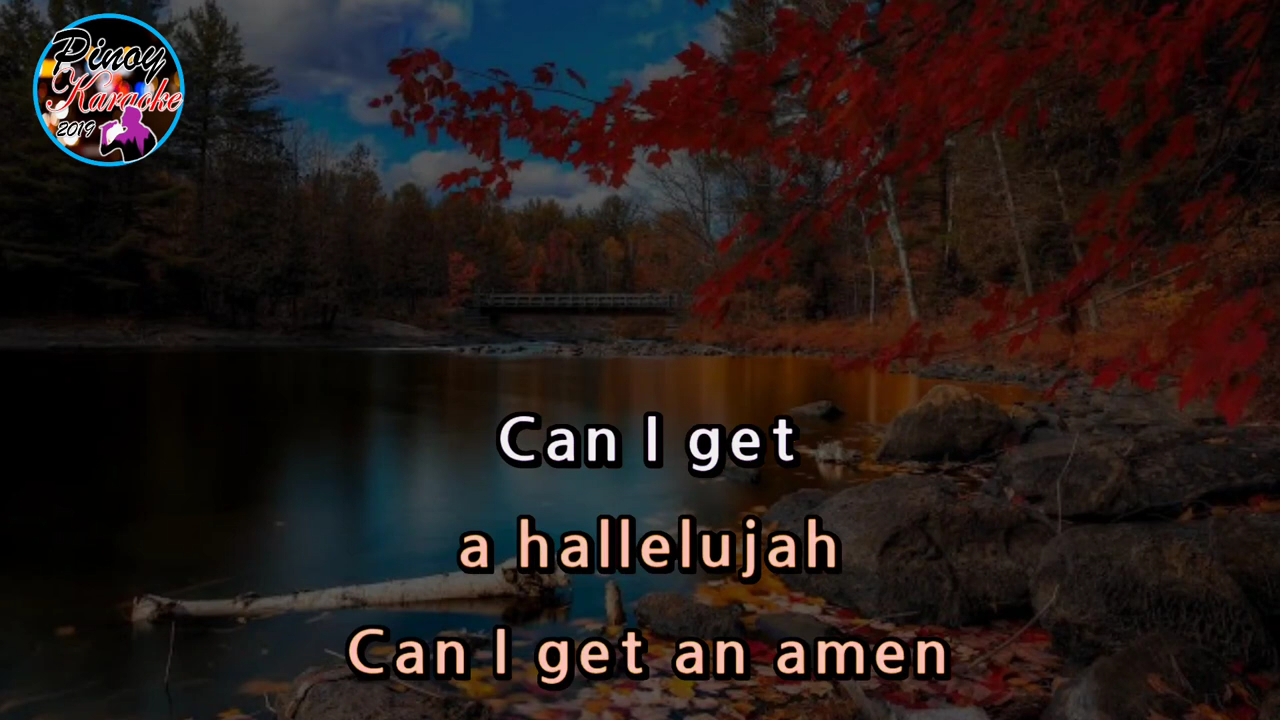 Pinoy
Karaoke
2019
Can I get
a hallelujah
Can I get an amen